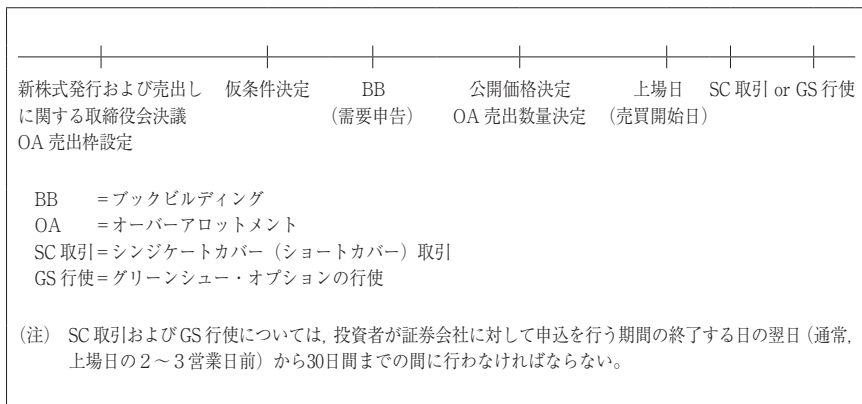 新株式発行および売出し 仮条件決定 BB 公開価格決定 上場日 SC 取引 or GS 行使
に関する取締役会決議 （需要申告） OA 売出数量決定 （売買開始日）
OA 売出枠設定
BB ＝ブックビルディング
OA ＝オーバーアロットメント
SC 取引＝シンジケートカバー（ショートカバー）取引
GS 行使＝グリーンシュー・オプションの行使
（注） SC 取引および GS 行使については，投資者が証券会社に対して申込を行う期間の終了する日の翌日（通常，
上場日の２〜３営業日前）から30日間までの間に行わなければならない。